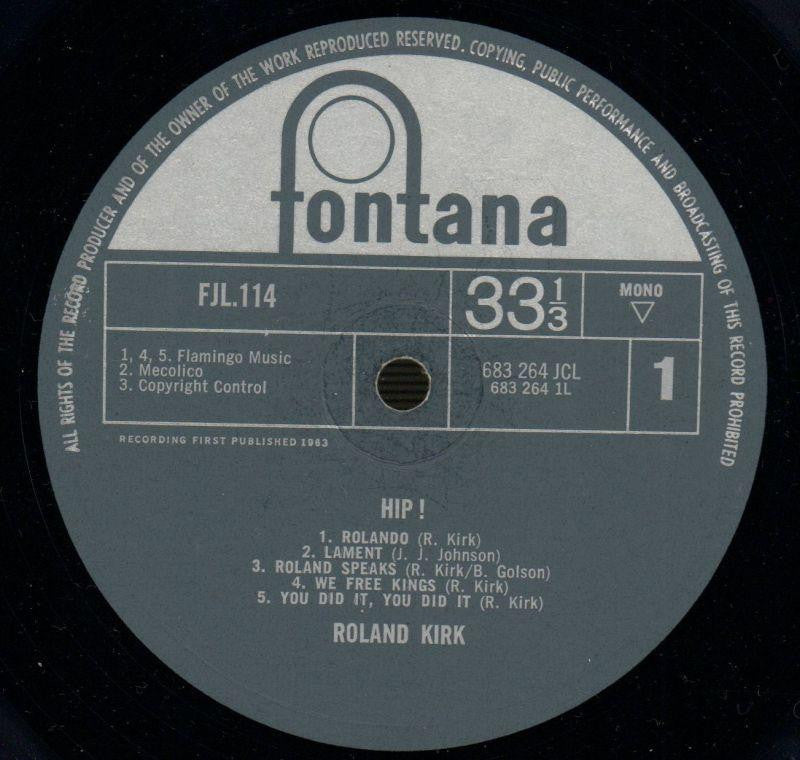 ALL RIGHTS OF THE RECORD PRODUCER AND OF THE OWNER OF THE WORK REPRODUCED RESERVED. COPYING, PUBLIC PERFORMANCE AND BROADCASTING OF THIS RECORD PROHIBITED
fontana
FJL.114
33 1/3
MONO
1, 4, 5. Flamingo Music
2. Mecolico
3. Copyright Control
683 264 JCL
683 264 1L
1
RECORDING FIRST PUBLISHED 1963
HIP !
1. ROLANDO (R. Kirk)
2. LAMENT (J. J. Johnson)
3. ROLAND SPEAKS (R. Kirk/B. Golson)
4. WE FREE KINGS (R. Kirk)
5. YOU DID IT, YOU DID IT (R. Kirk)
ROLAND KIRK